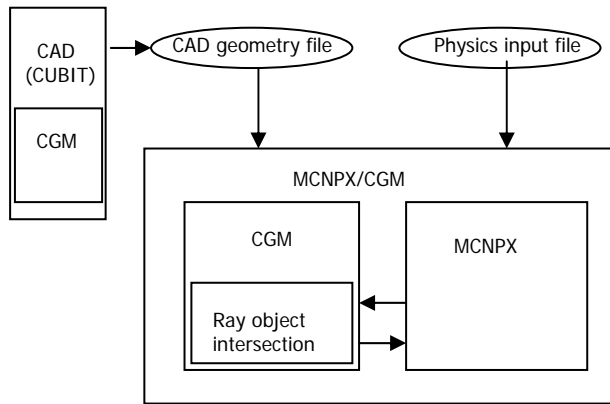 CAD
(CUBIT)
CGM
CAD geometry file
Physics input file
MCNPX/CGM
CGM
Ray object
intersection
MCNPX